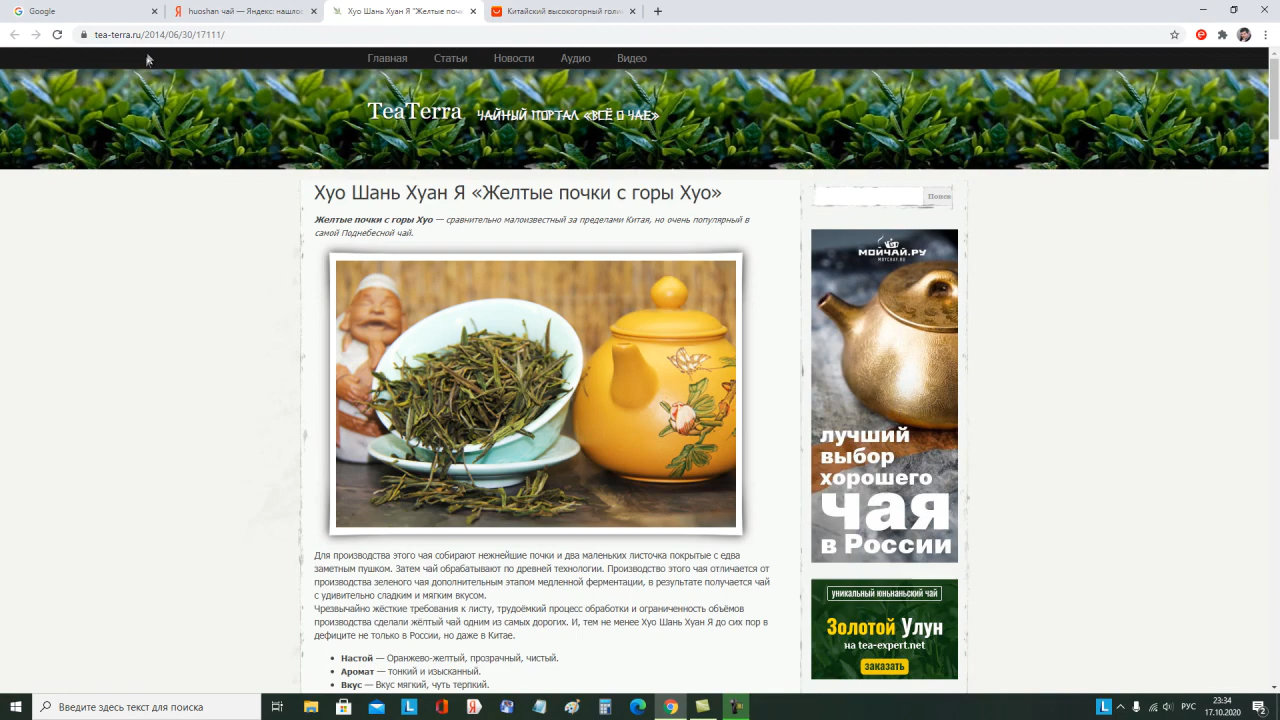 Google
huoshan чай — Яндекс нашлос
Хуо Шань Хуан Я "Желтые почк
Китайский высокогорный голи
tea-terra.ru/2014/06/30/17111/
Главная Статьи Новости Аудио Видео
TeaTerra ЧАЙНЫЙ ПОРТАЛ «ВСЁ О ЧАЕ»
Хуо Шань Хуан Я «Желтые почки с горы Хуо»
Желтые почки с горы Хуо — сравнительно малоизвестный за пределами Китая, но очень популярный в
самой Поднебесной чай.
Для производства этого чая собирают нежнейшие почки и два маленьких листочка покрытые с едва
заметным пушком. Затем чай обрабатывают по древней технологии. Производство этого чая отличается от
производства зеленого чая дополнительным этапом медленной ферментации, в результате получается чай
с удивительно сладким и мягким вкусом.
Чрезвычайно жёсткие требования к листу, трудоёмкий процесс обработки и ограниченность объёмов
производства сделали жёлтый чай одним из самых дорогих. И, тем не менее Хуо Шань Хуан Я до сих пор в
дефиците не только в России, но даже в Китае.
• Настой — Оранжево-желтый, прозрачный, чистый.
• Аромат — тонкий и изысканный.
• Вкус — Вкус мягкий, чуть терпкий.
Поиск
МОЙЧАЙ.РУ
MOYCHAY.RU
лучший
выбор
хорошего
чая
в России
уникальный юньнаньский чай
Золотой Улун
на tea-expert.net
заказать
Введите здесь текст для поиска
РУС
23:34
17.10.2020
2